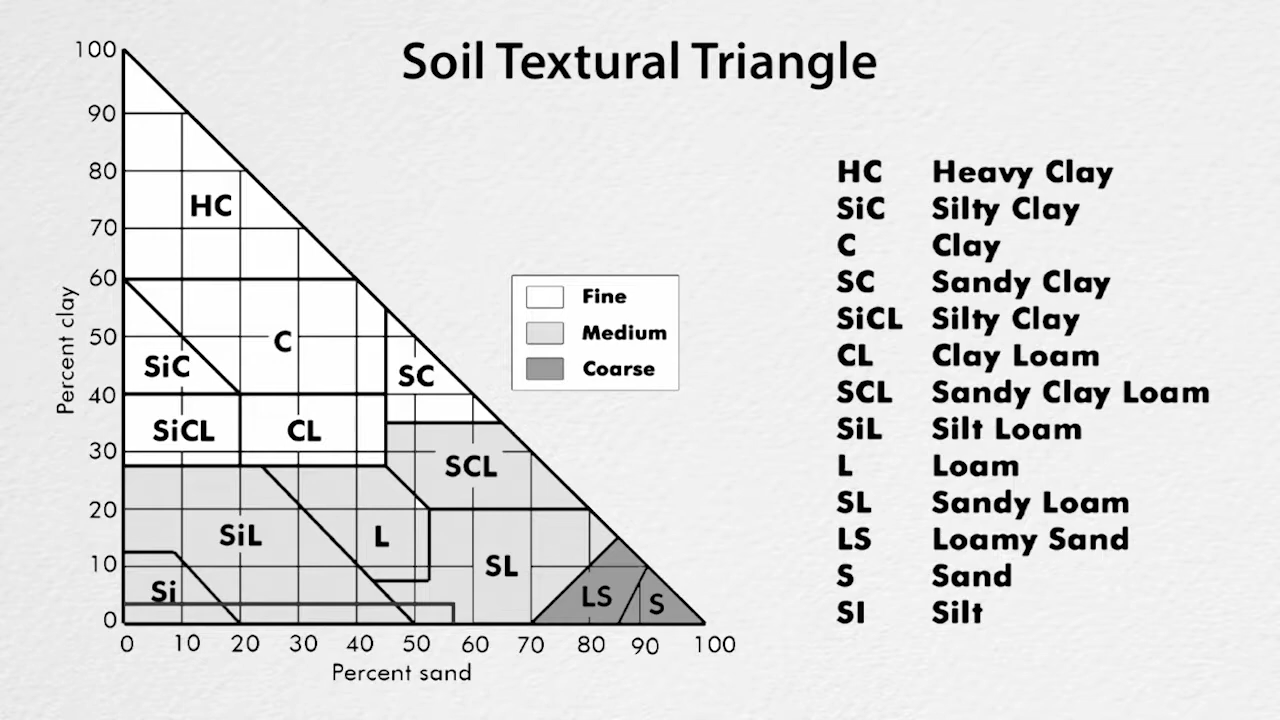 Soil Textural Triangle
100
90
80
70
60
50
40
30
20
10
0
Percent clay
HC
C
SiC
SC
SiCL
CL
SCL
SiL
L
SL
Si
LS
S
0 10 20 30 40 50 60 70 80 90 100
Percent sand
Fine
Medium
Coarse
HC Heavy Clay
SiC Silty Clay
C Clay
SC Sandy Clay
SiCL Silty Clay
CL Clay Loam
SCL Sandy Clay Loam
SiL Silt Loam
L Loam
SL Sandy Loam
LS Loamy Sand
S Sand
SI Silt